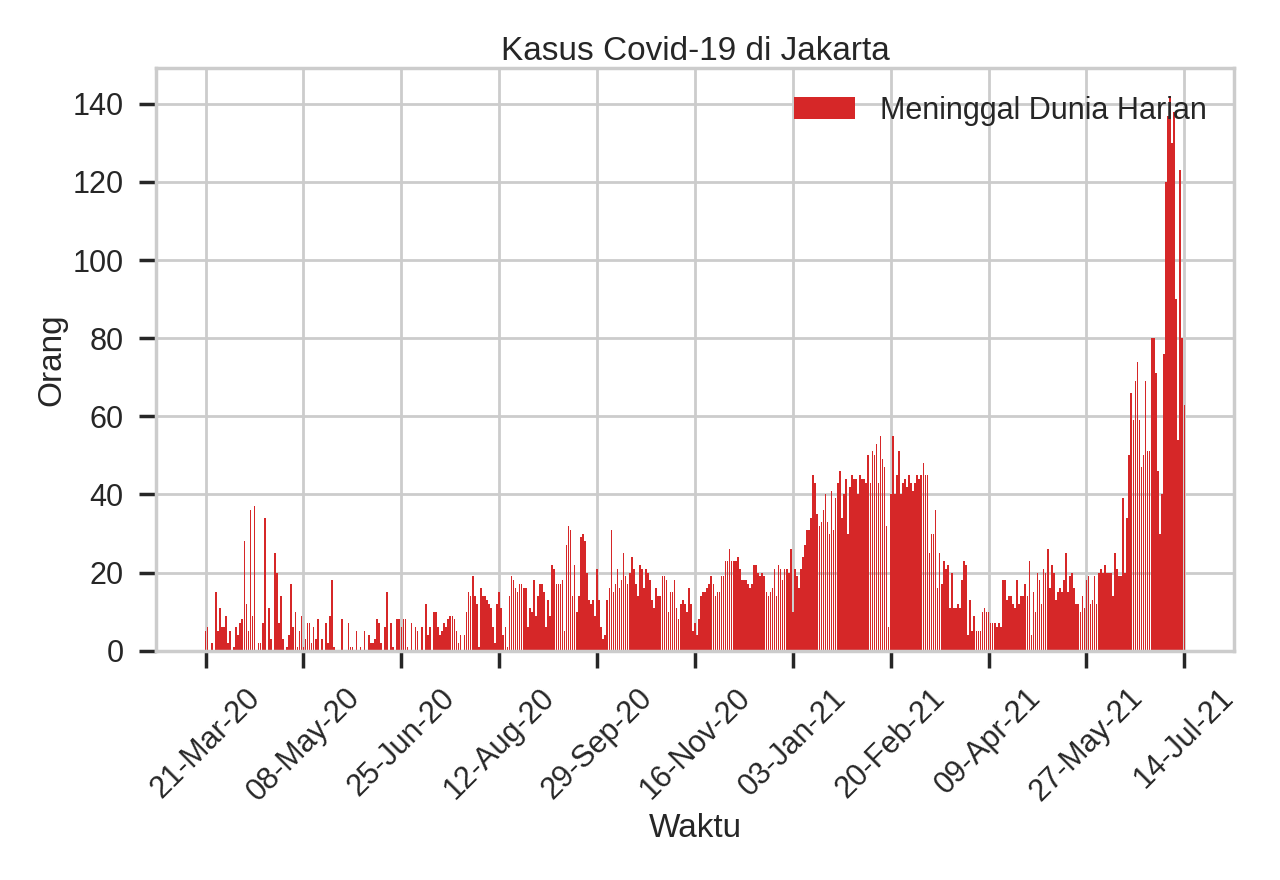 Kasus Covid-19 di Jakarta
Meninggal Dunia Harian
140
120
100
80
60
40
20
0
Orang
21-Mar-20
08-May-20
25-Jun-20
12-Aug-20
29-Sep-20
16-Nov-20
03-Jan-21
20-Feb-21
09-Apr-21
27-May-21
14-Jul-21
Waktu